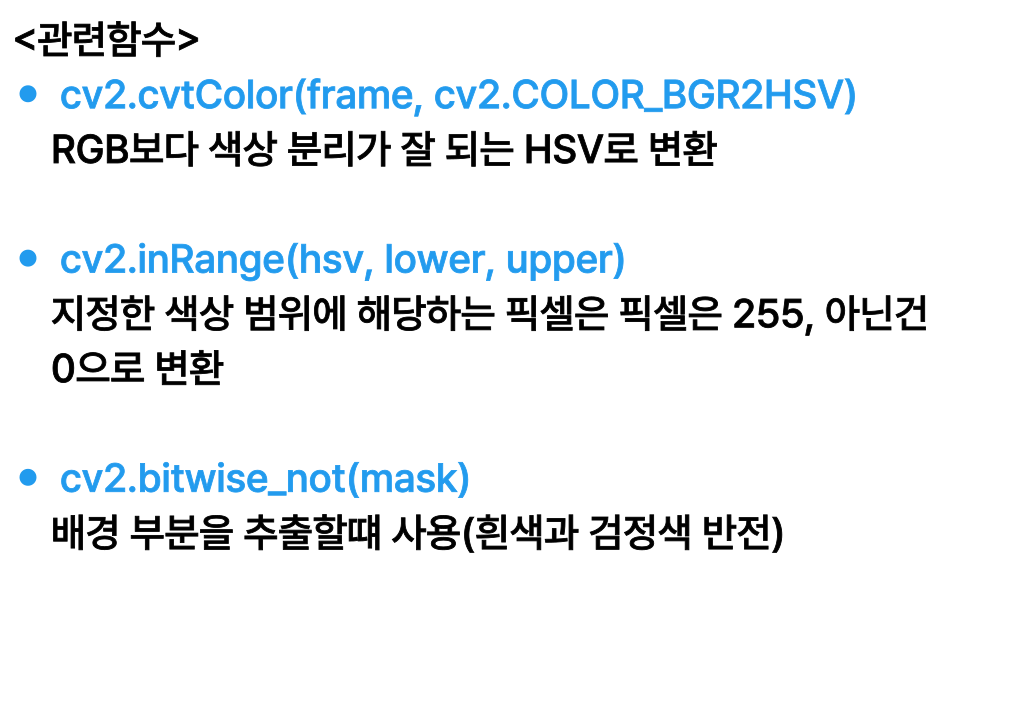 <관련함수>
• cv2.cvtColor(frame, cv2.COLOR_BGR2HSV)
RGB보다 색상 분리가 잘 되는 HSV로 변환
• cv2.inRange(hsv, lower, upper)
지정한 색상 범위에 해당하는 픽셀은 픽셸은 255, 아닌건
0으로 변환
• cv2.bitwise_not(mask)
배경 부분을 추출할떄 사용(흰색과 검정색 반전)